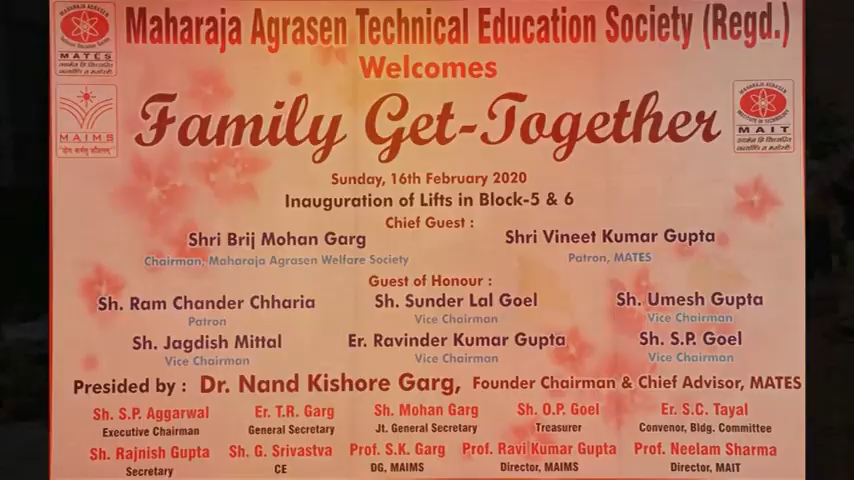 Maharaja Agrasen Technical Education Society (Regd.)
Welcomes
MATES
MAIMS
Family Get-Together
MAHARAJA AGRASEN
INSTITUTE OF TECHNOLOGY
MAIT
Sunday, 16th February 2020
Inauguration of Lifts in Block-5 & 6
Chief Guest :
Shri Brij Mohan Garg Shri Vineet Kumar Gupta
Chairman, Maharaja Agrasen Welfare Society Patron, MATES
Guest of Honour :
Sh. Ram Chander Chharia Sh. Sunder Lal Goel Sh. Umesh Gupta
Patron Vice Chairman Vice Chairman
Sh. Jagdish Mittal Er. Ravinder Kumar Gupta Sh. S.P. Goel
Vice Chairman Vice Chairman Vice Chairman
Presided by : Dr. Nand Kishore Garg, Founder Chairman & Chief Advisor, MATES
Sh. S.P. Aggarwal Er. T.R. Garg Sh. Mohan Garg Sh. O.P. Goel Er. S.C. Tayal
Executive Chairman General Secretary Jt. General Secretary Treasurer Convenor, Bldg. Committee
Sh. Rajnish Gupta Sh. G. Srivastva Prof. S.K. Garg Prof. Ravi Kumar Gupta Prof. Neelam Sharma
Secretary CE DG, MAIMS Director, MAIMS Director, MAIT